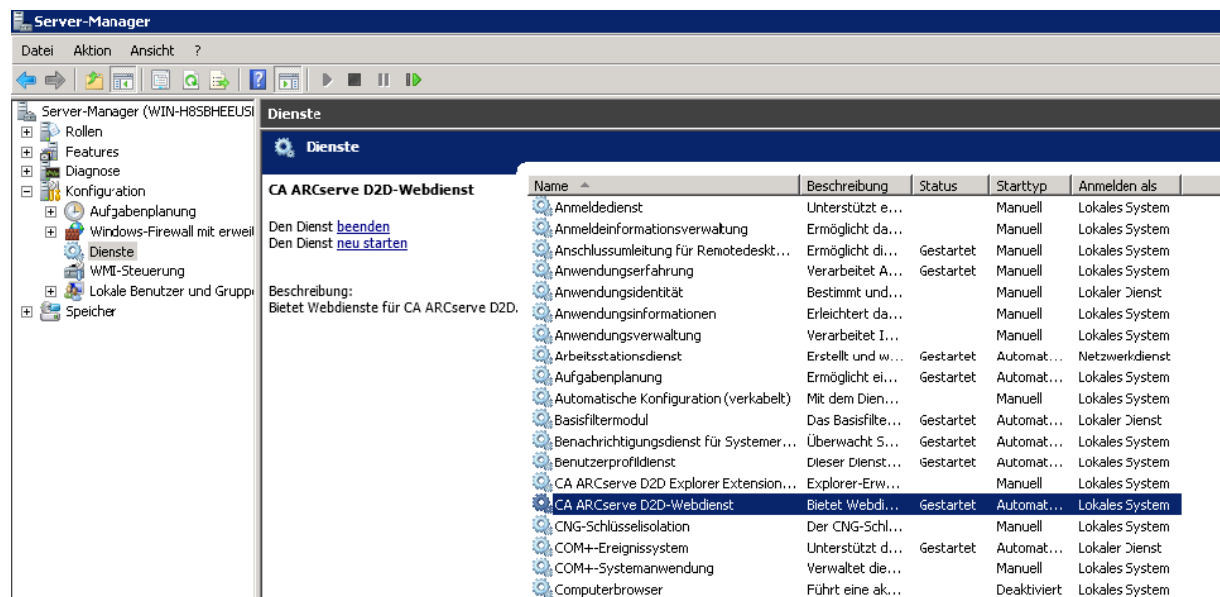 Server-Manager
Datei Aktion Ansicht ?
Server-Manager (WIN-H8SBHEEUS
Rollen
Features
Diagnose
Konfiguration
Aufgabenplanung
Windows-Firewall mit erweit
Dienste
WMI-Steuerung
Lokale Benutzer und Grupp
Speicher
Dienste
Dienste
CA ARCserve D2D-Webdienst
Den Dienst beenden
Den Dienst neu starten
Beschreibung:
Bietet Webdienste für CA ARCserve D2D.
Name Beschreibung Status Starttyp Anmelden als
Anmeldedienst Unterstützt e... Manuell Lokales System
Anmeldeinformationsverwaltung Ermöglicht da... Manuell Lokales System
Anschlussumleitung für Remotedeskt... Ermöglicht di... Gestartet Manuell Lokales System
Anwendungserfahrung Verarbeitet A... Gestartet Manuell Lokales System
Anwendungsidentität Bestimmt und... Manuell Lokaler Dienst
Anwendungsinformationen Erleichtert da... Manuell Lokales System
Anwendungsverwaltung Verarbeitet I... Manuell Lokales System
Arbeitsstationsdienst Erstellt und w... Gestartet Automat... Netzwerkdienst
Aufgabenplanung Ermöglicht ei... Gestartet Automat... Lokales System
Automatische Konfiguration (verkabelt) Mit dem Dien... Manuell Lokales System
Basisfiltermodul Das Basisfilte... Gestartet Automat... Lokaler Dienst
Benachrichtigungsdienst für Systemer... Überwacht S... Gestartet Automat... Lokales System
Benutzerprofildienst Dieser Dienst... Gestartet Automat... Lokales System
CA ARCserve D2D Explorer Extension... Explorer-Erw... Manuell Lokales System
CA ARCserve D2D-Webdienst Bietet Webdi... Gestartet Automat... Lokales System
CNG-Schlüsselisolation Der CNG-Schl... Manuell Lokales System
COM+-Ereignissystem Unterstützt d... Gestartet Automat... Lokaler Dienst
COM+-Systemanwendung Verwaltet die... Manuell Lokales System
Computerbrowser Führt eine ak... Deaktiviert Lokales System